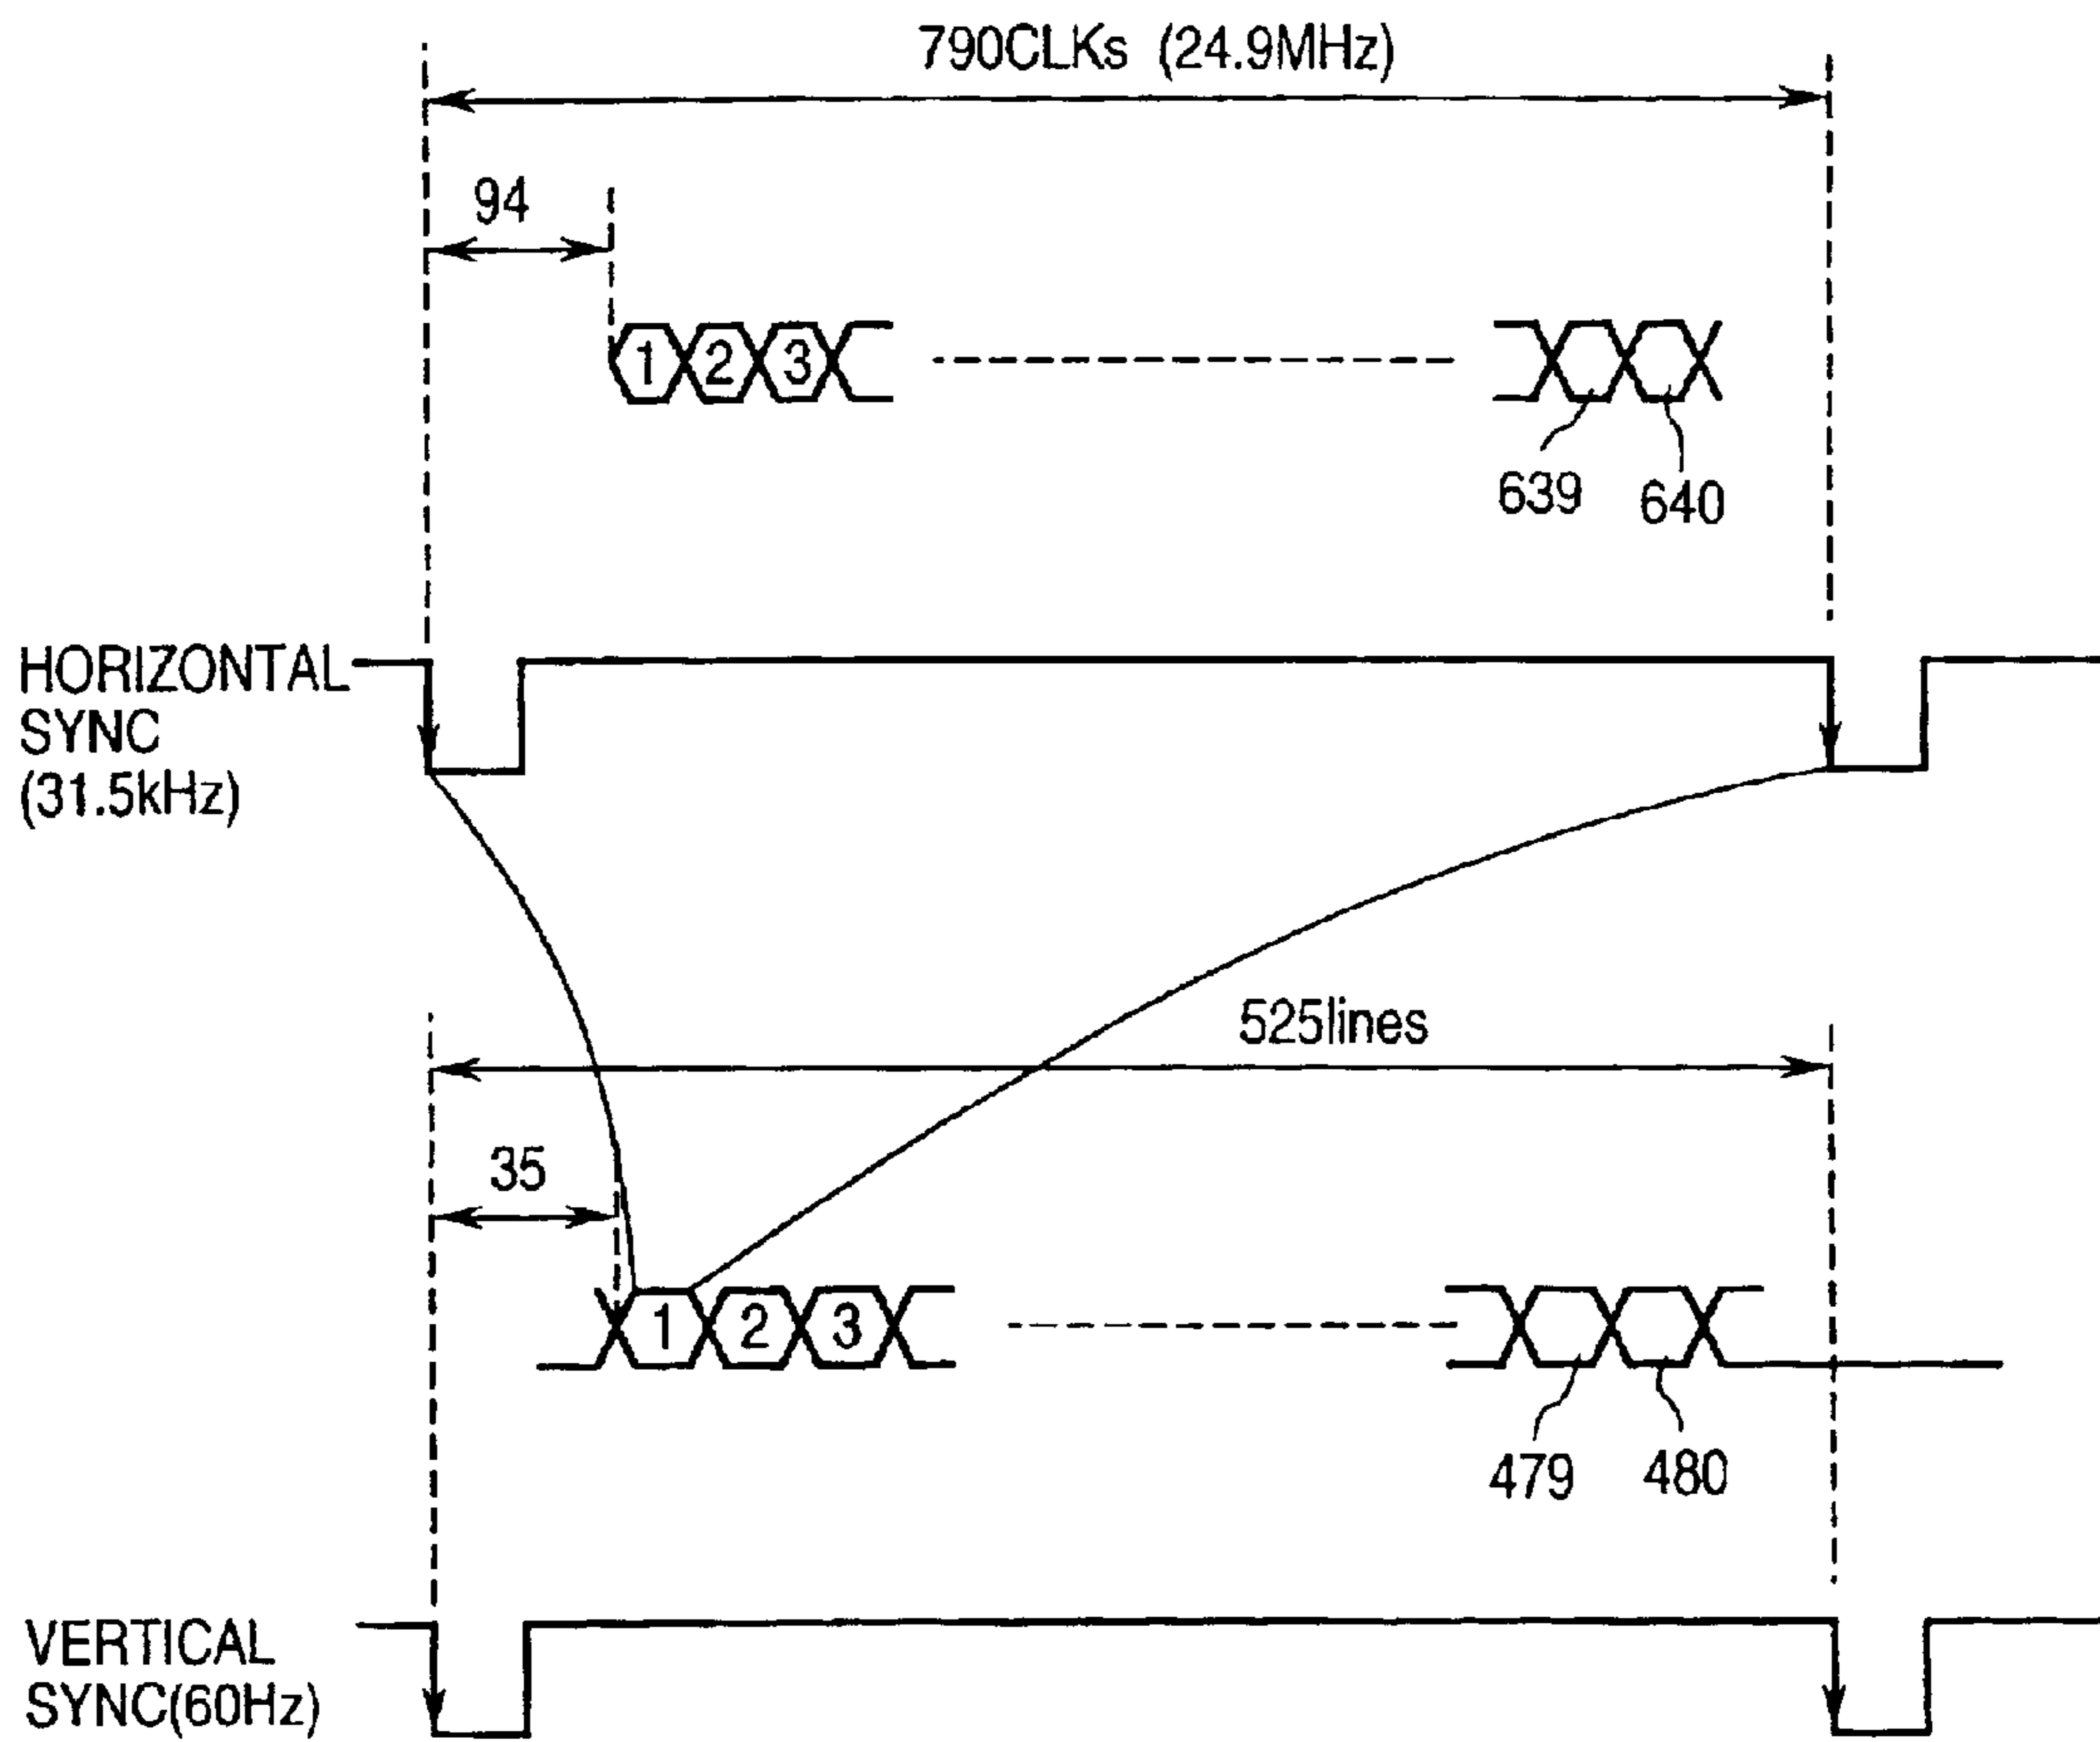 790CLKs (24.9MHz)
94
1 2 3
639 640
HORIZONTAL
SYNC
(31.5kHz)
525lines
35
1 2 3
479 480
VERTICAL
SYNC(60Hz)